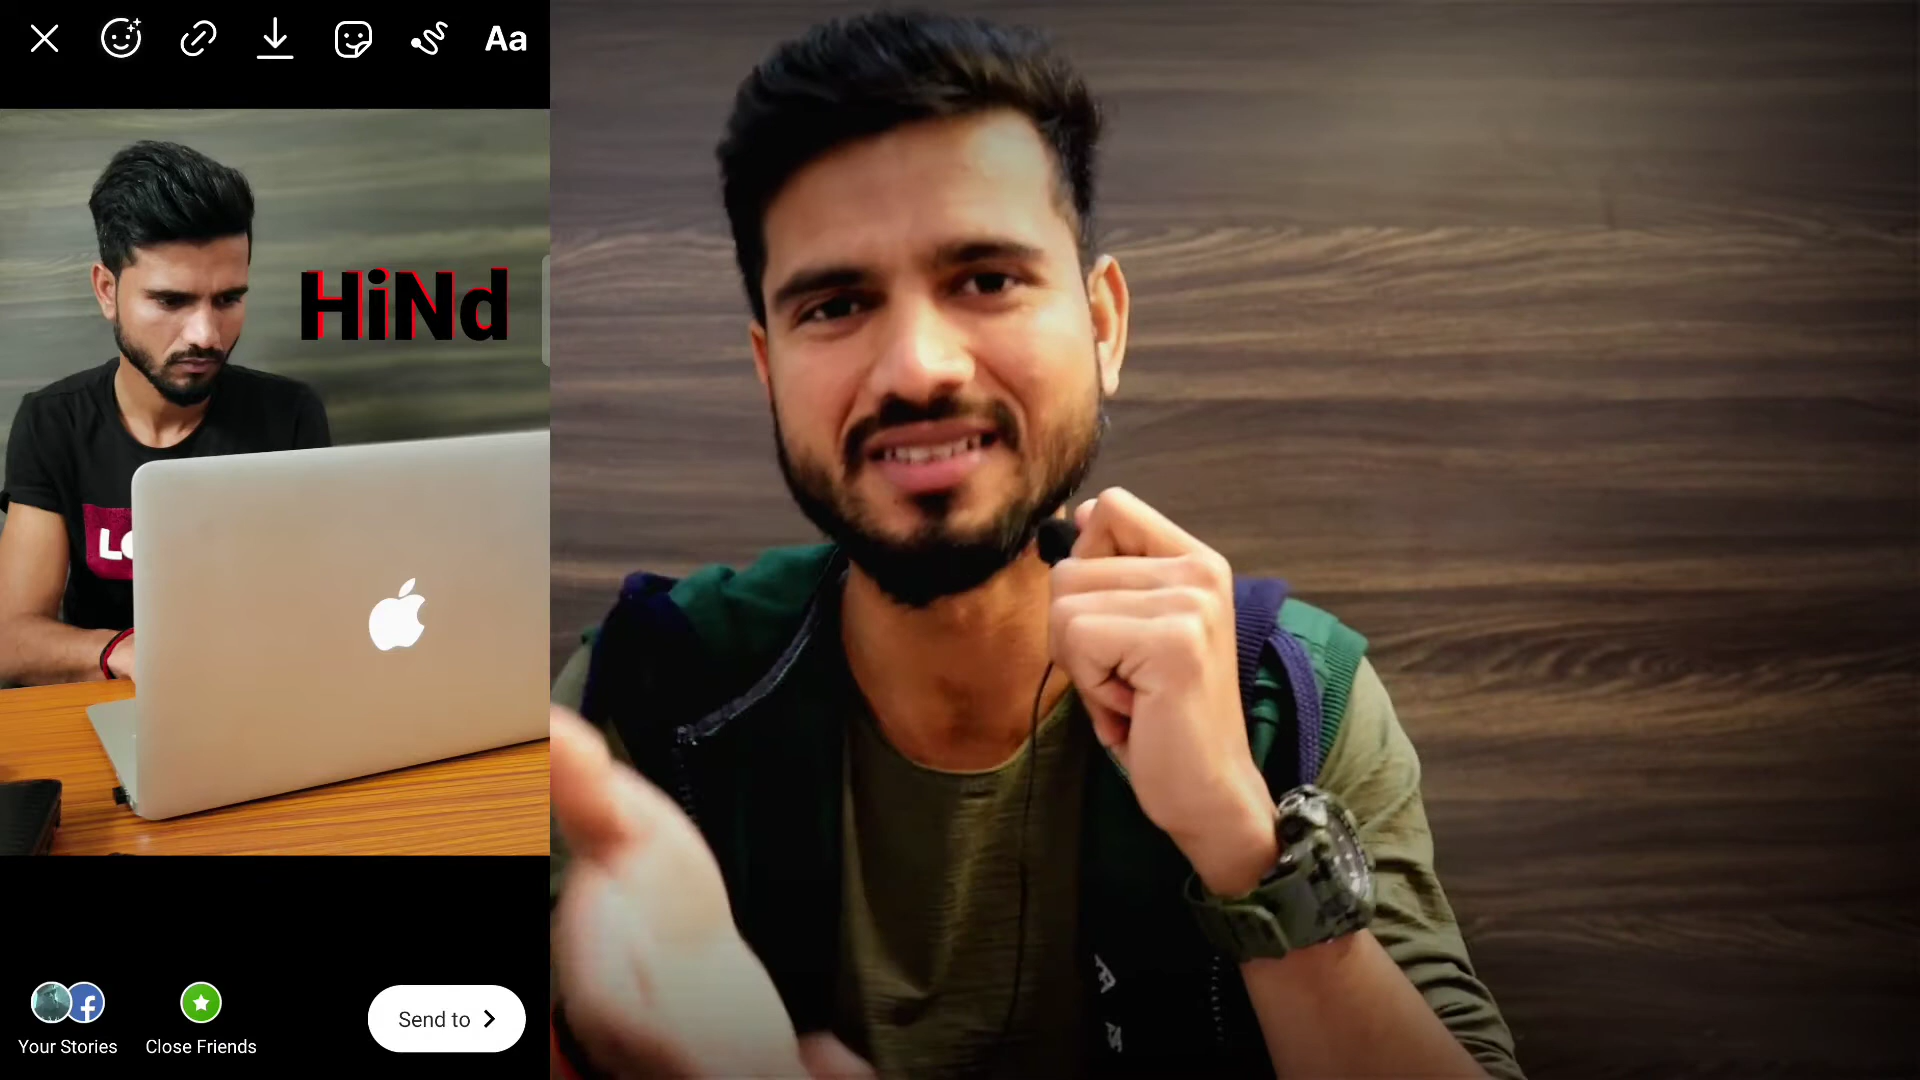 Aa
HiNd
Your Stories
Close Friends
Send to